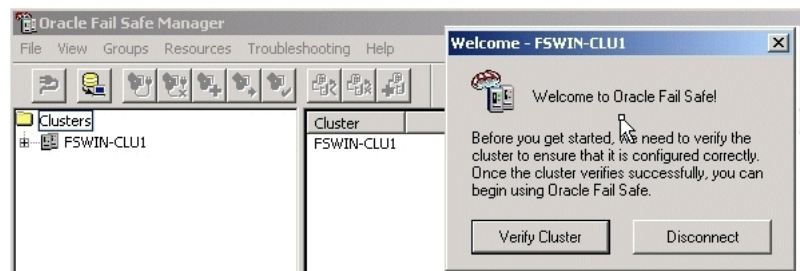 Oracle Fail Safe Manager
File View Groups Resources Troubleshooting Help
Clusters
FSWIN-CLU1
Cluster
FSWIN-CLU1
Welcome - FSWIN-CLU1
Welcome to Oracle Fail Safe!
Before you get started, we need to verify the
cluster to ensure that it is configured correctly.
Once the cluster verifies successfully, you can
begin using Oracle Fail Safe.
Verify Cluster
Disconnect